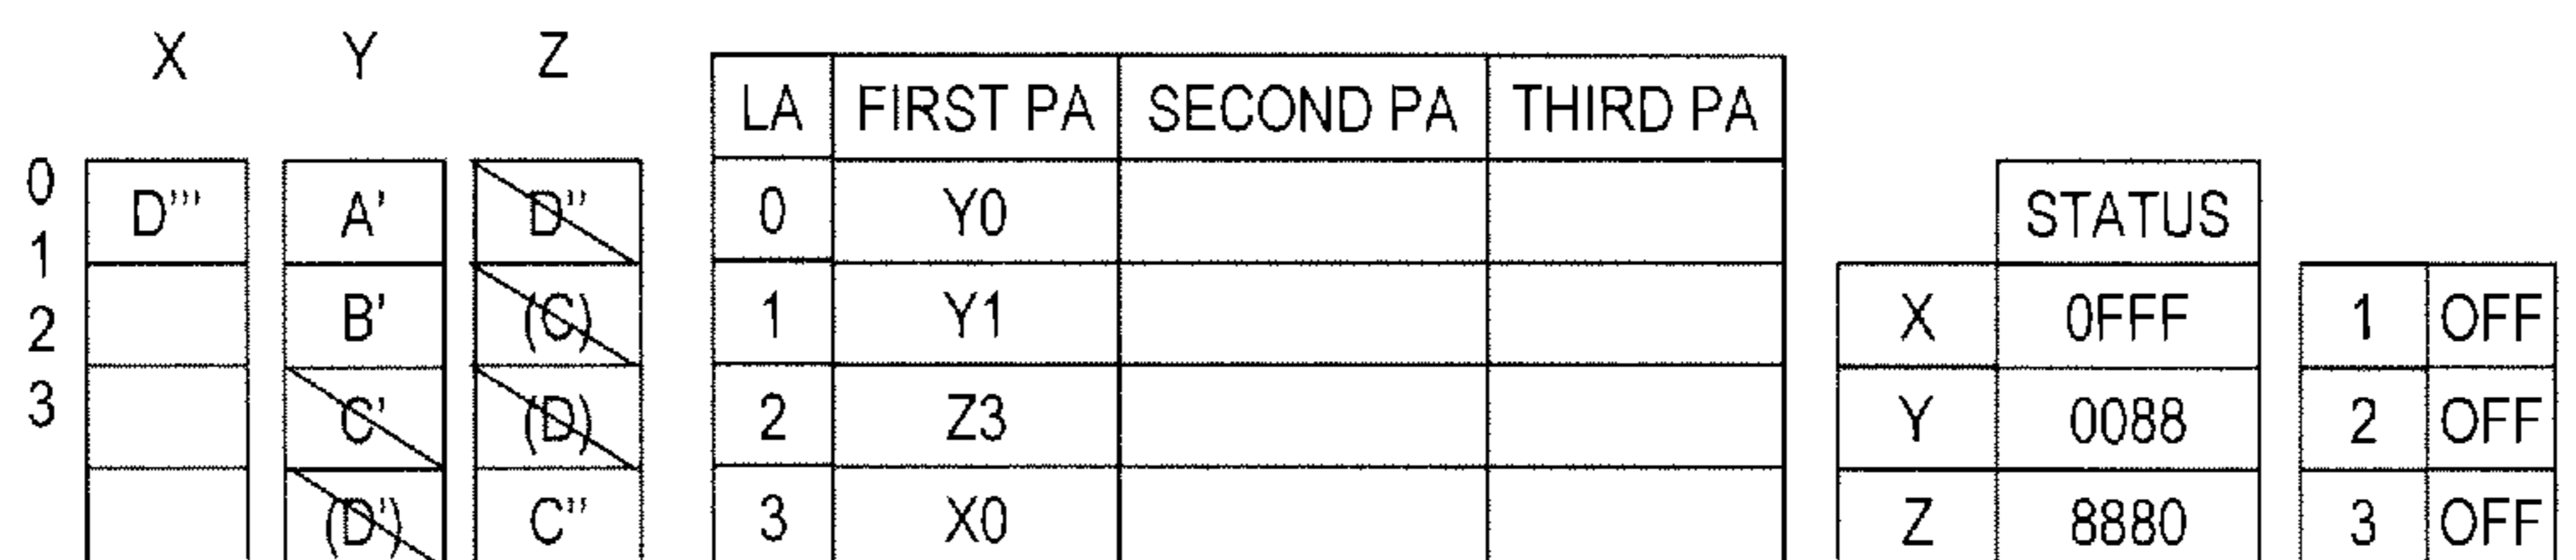 X Y Z
LA FIRST PA SECOND PA THIRD PA
0 D''' A' D'' 0 Y0 STATUS
1 B' (C) 1 Y1 X 0FFF 1 OFF
2 C' (D) 2 Z3 Y 0088 2 OFF
3 (D') C'' 3 X0 Z 8880 3 OFF